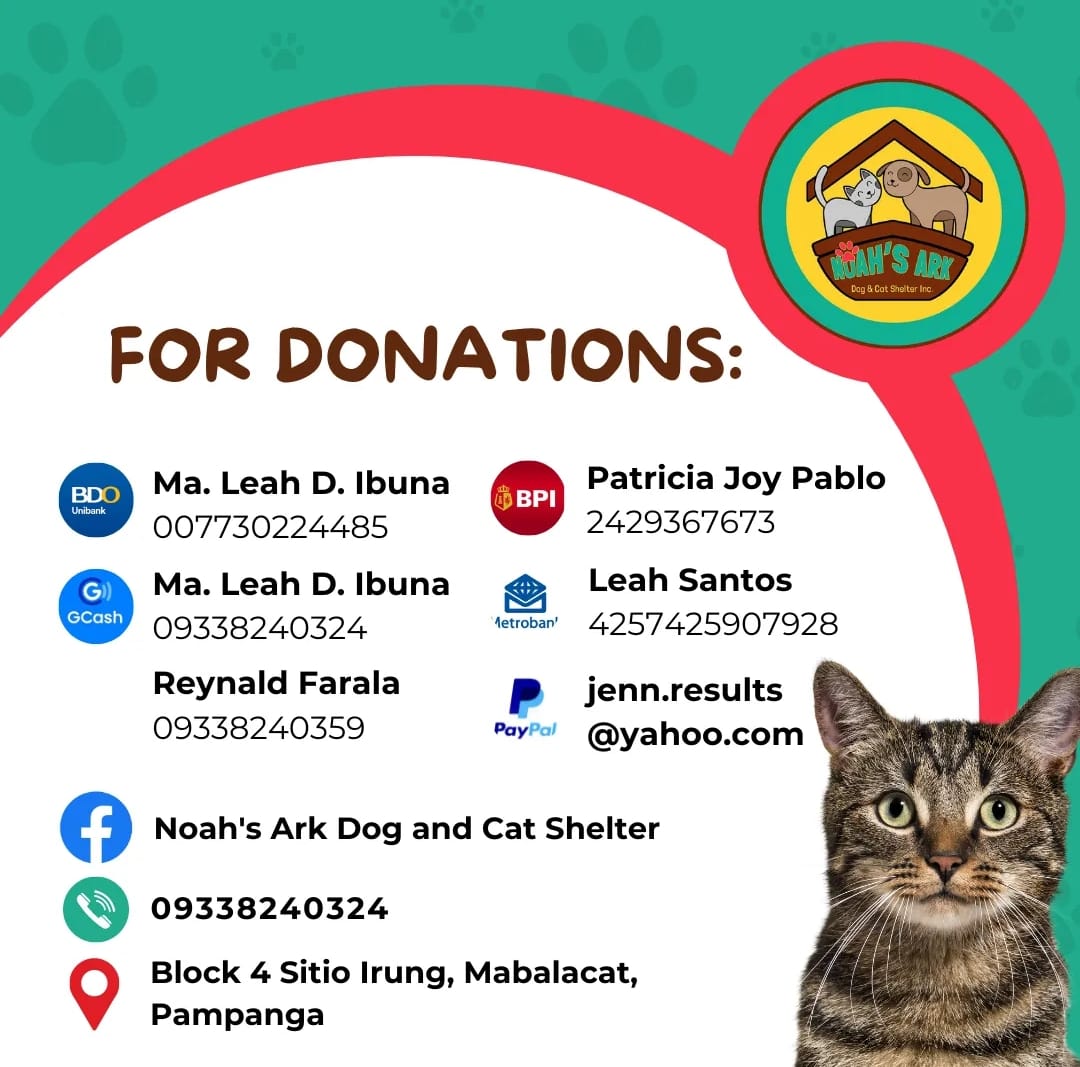 NOAH'S ARK
Dog & Cat Shelter Inc.
FOR DONATIONS:
BDO
Unibank
Ma. Leah D. Ibuna
007730224485
GCash
Ma. Leah D. Ibuna
09338240324
Reynald Farala
09338240359
BPI
Patricia Joy Pablo
2429367673
Metrobank
Leah Santos
4257425907928
PayPal
jenn.results
@yahoo.com
Noah's Ark Dog and Cat Shelter
09338240324
Block 4 Sitio Irung, Mabalacat,
Pampanga